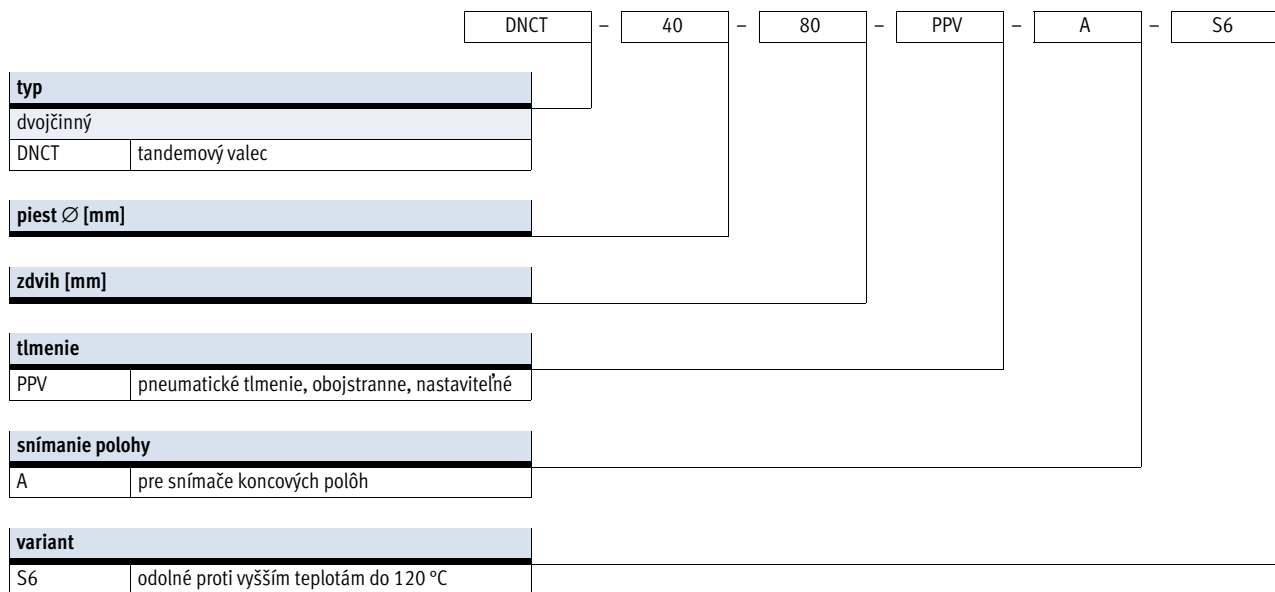 DNCT – 40 – 80 – PPV – A – S6
typ
dvojčinný
DNCT tandemový valec
piest ∅ [mm]
zdvih [mm]
tlmenie
PPV pneumatické tlmenie, obojstranne, nastaviteľné
snímanie polohy
A pre snímače koncových polôh
variant
S6 odolné proti vyšším teplotám do 120 °C